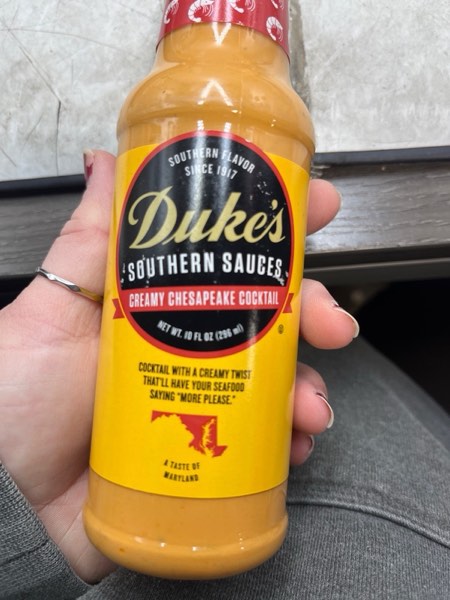 SOUTHERN FLAVOR
SINCE 1917
Duke's
SOUTHERN SAUCES
CREAMY CHESAPEAKE COCKTAIL
NET WT. 10 FL OZ (296 ml)
COCKTAIL WITH A CREAMY TWIST
THAT'LL HAVE YOUR SEAFOOD
SAYING "MORE PLEASE."
A TASTE OF
MARYLAND